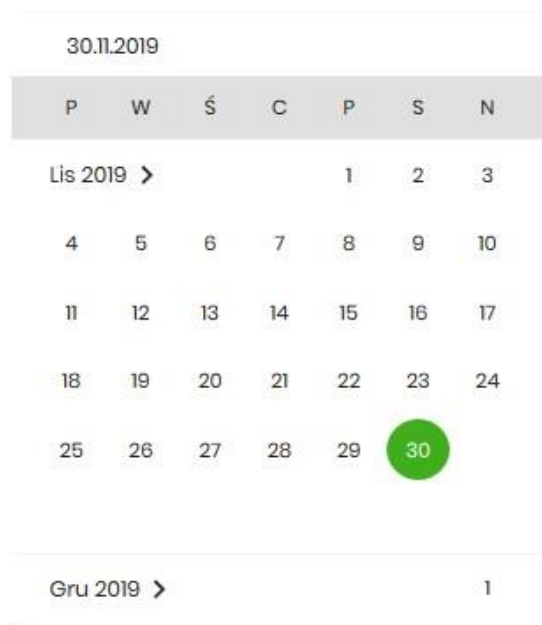 30.11.2019
P W Ś C P S N
Lis 2019 1 2 3
4 5 6 7 8 9 10
11 12 13 14 15 16 17
18 19 20 21 22 23 24
25 26 27 28 29 30
Gru 2019 1